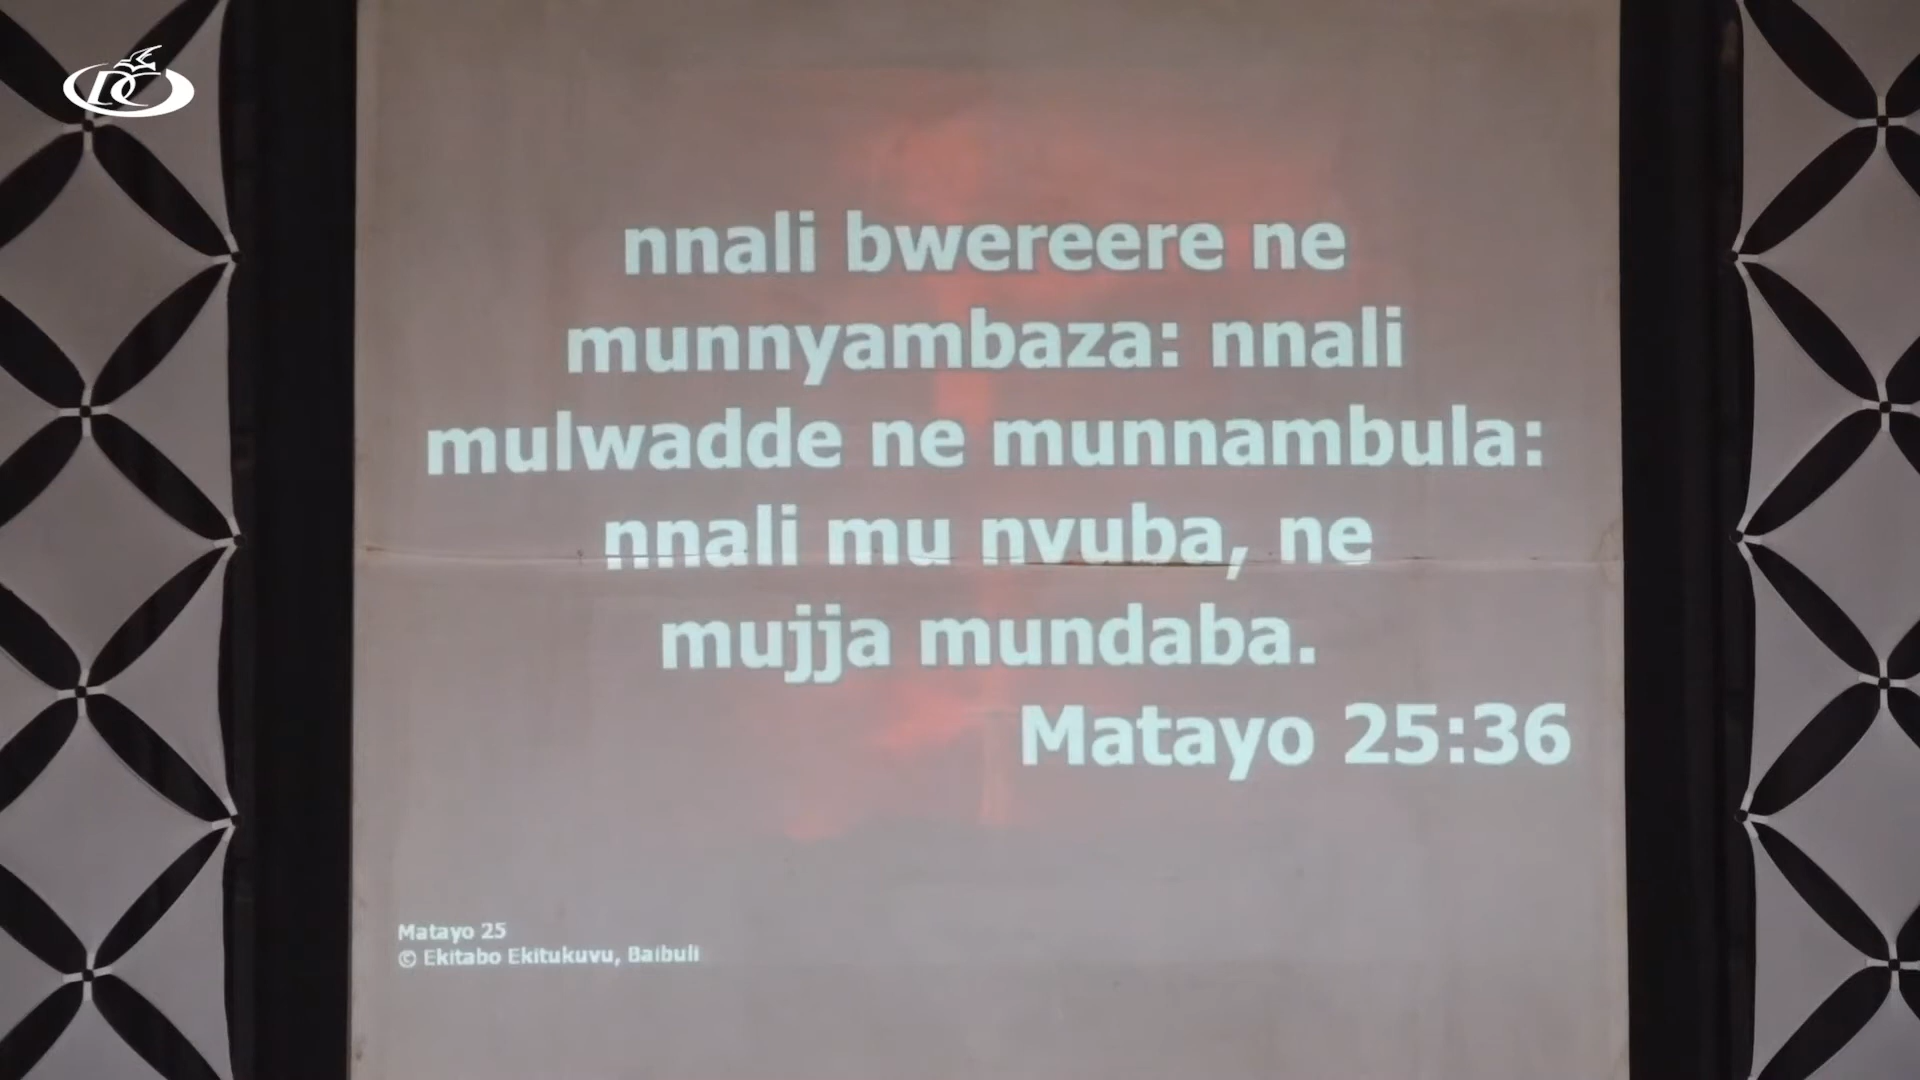 nnali bwereere ne
munnyambaza: nnali
mulwadde ne munnambula:
nnali mu nvuba, ne
mujja mundaba.
Matayo 25:36
Matayo 25
© Ekitabo Ekitukuvu, Baibuli